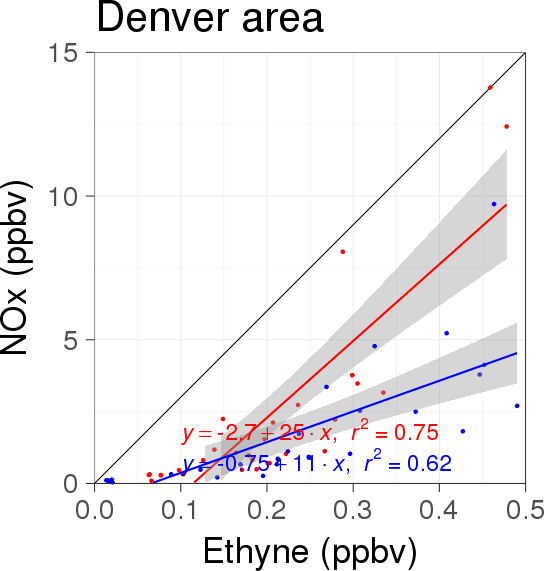 Denver area
15
10
5
0
NOx (ppbv)
y = -2.7 + 25 · x, r² = 0.75
y = -0.75 + 11 · x, r² = 0.62
0.0 0.1 0.2 0.3 0.4 0.5
Ethyne (ppbv)